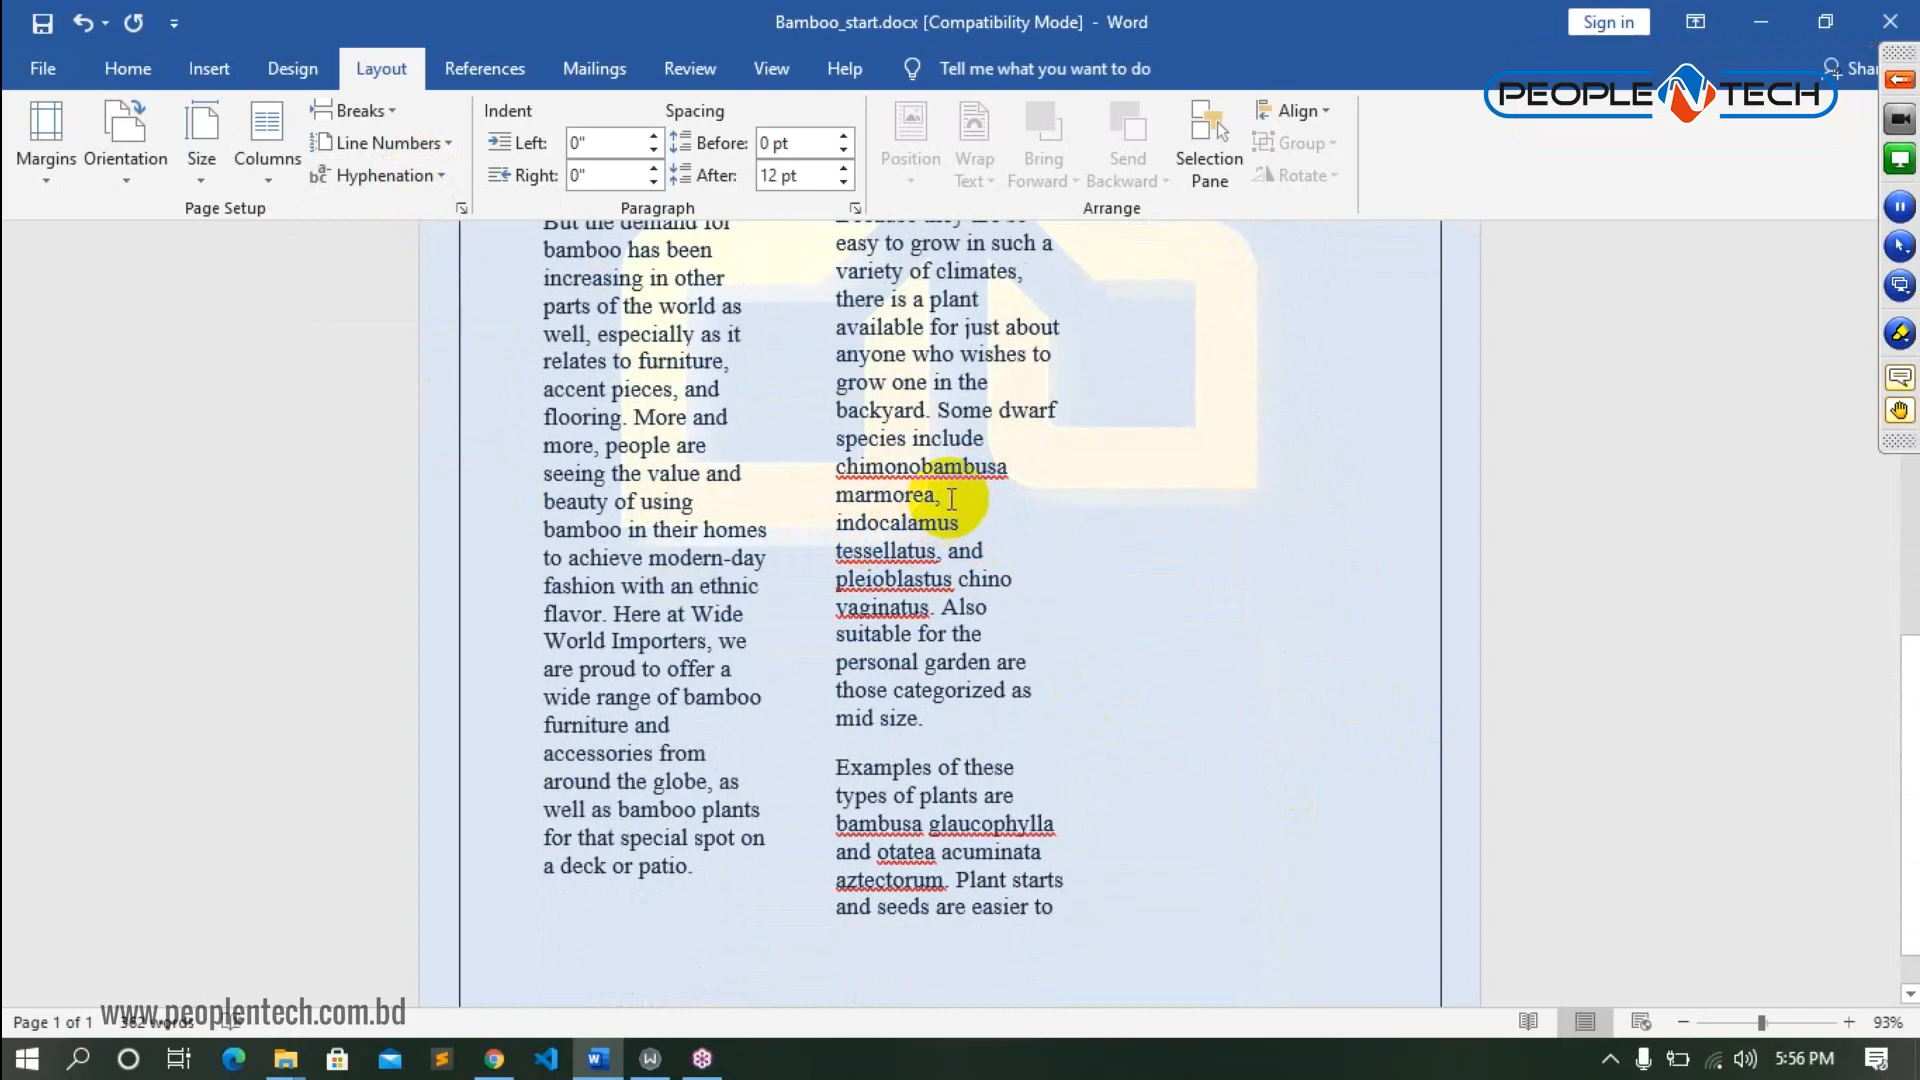 Bamboo_start.docx [Compatibility Mode] - Word
Sign in
File Home Insert Design Layout References Mailings Review View Help Tell me what you want to do
PEOPLE N TECH
Margins
Orientation
Size
Columns
Breaks
Line Numbers
Hyphenation
Page Setup
Indent
Left: 0"
Right: 0"
Spacing
Before: 0 pt
After: 12 pt
Paragraph
Position
Wrap
Text
Bring
Forward
Send
Backward
Selection
Pane
Align
Group
Rotate
Arrange
But the demand for
bamboo has been
increasing in other
parts of the world as
well, especially as it
relates to furniture,
accent pieces, and
flooring. More and
more, people are
seeing the value and
beauty of using
bamboo in their homes
to achieve modern-day
fashion with an ethnic
flavor. Here at Wide
World Importers, we
are proud to offer a
wide range of bamboo
furniture and
accessories from
around the globe, as
well as bamboo plants
for that special spot on
a deck or patio.
easy to grow in such a
variety of climates,
there is a plant
available for just about
anyone who wishes to
grow one in the
backyard. Some dwarf
species include
chimonobambusa
marmorea,
indocalamus
tessellatus, and
pleioblastus chino
vaginatus. Also
suitable for the
personal garden are
those categorized as
mid size.
Examples of these
types of plants are
bambusa glaucophylla
and otatea acuminata
aztectorum. Plant starts
and seeds are easier to
www.peoplentech.com.bd
Page 1 of 1 362 words
93%
5:56 PM